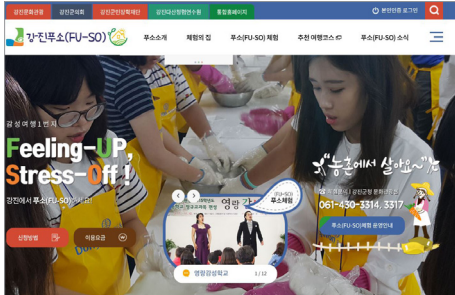 강진문화관광
강진군의회
강진군민장학재단
강진다산청렴연수원
통합홈페이지
본인인증 로그인
강진푸소(FU-SO)
푸소소개
체험의 집
푸소(FU-SO) 체험
추천 여행코스
푸소(FU-SO) 소식
감성여행1번지
Feeling-UP,
Stress-Off!
강진에서 푸소(FU-SO)하세요!
신청방법
이용요금
영랑
(FU-SO)
푸소체험
영랑감성학교
1 / 12
"농촌에서 살아요~"
061-430-3314, 3317
푸소(FU-SO)체험 운영안내